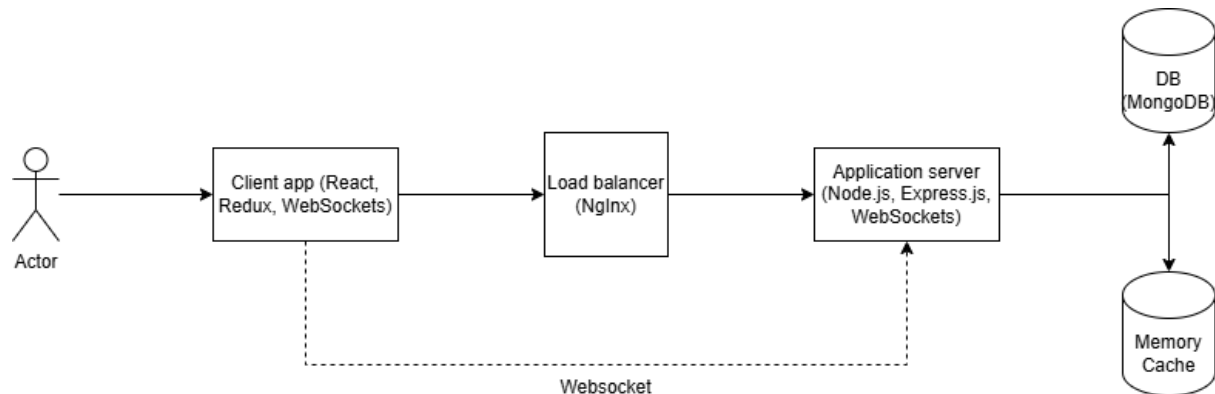 Actor
Client app (React,
Redux, WebSockets)
Load balancer
(NgInx)
Application server
(Node.js, Express.js,
WebSockets)
DB
(MongoDB)
Memory
Cache
Websocket